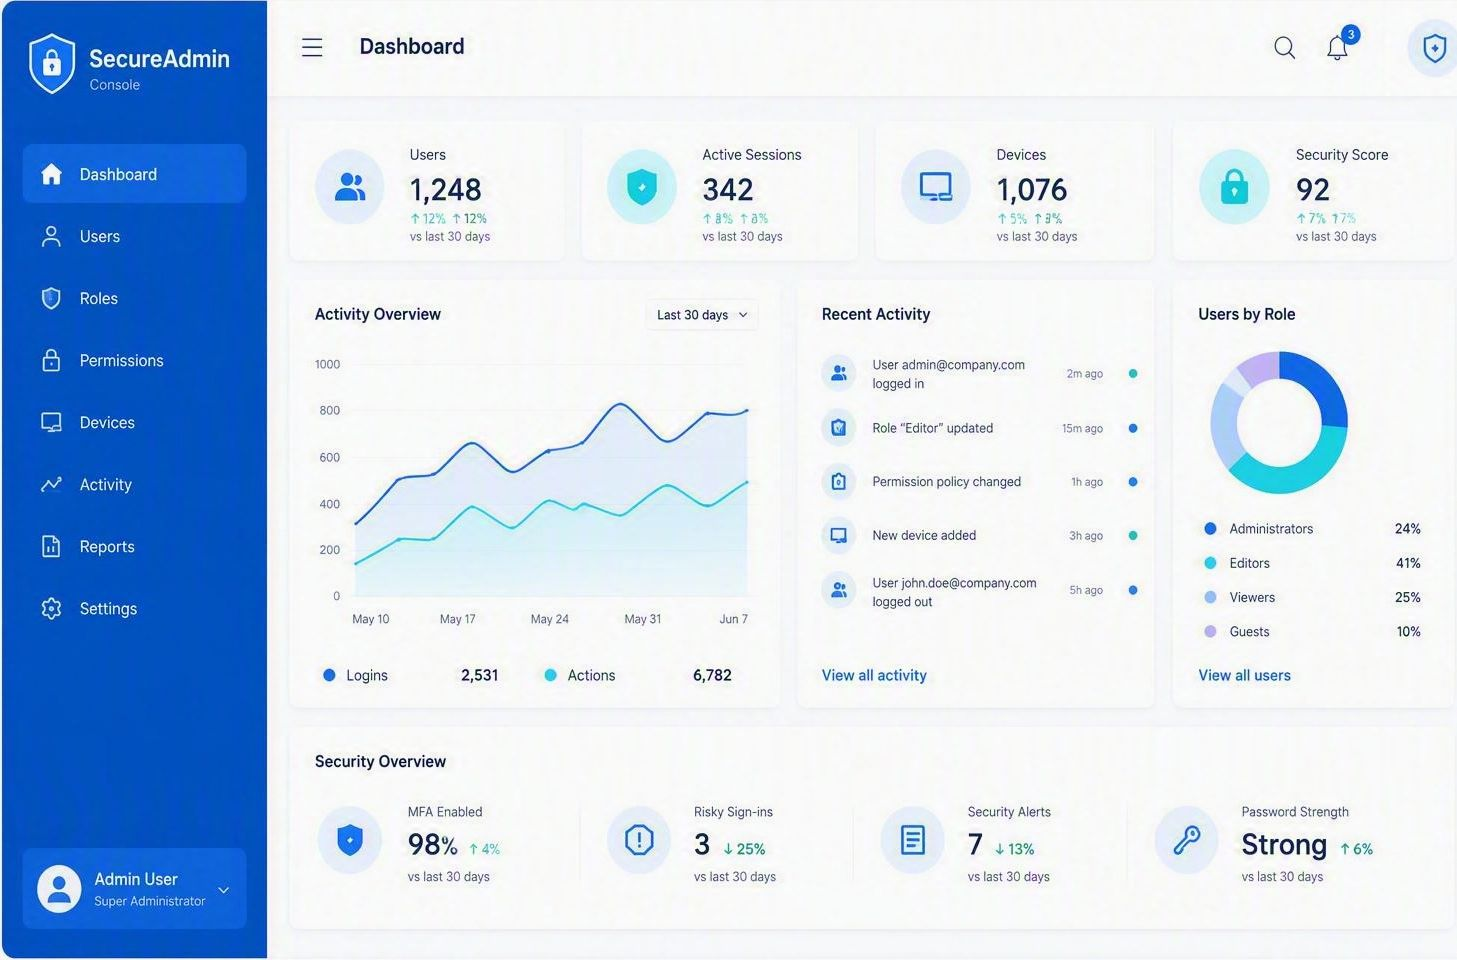 SecureAdmin
Console
Dashboard
Users
Roles
Permissions
Devices
Activity
Reports
Settings
Admin User
Super Administrator
Dashboard
3
Users
1,248
↑ 12% ↑ 12%
vs last 30 days
Active Sessions
342
↑ 8% ↑ 8%
vs last 30 days
Devices
1,076
↑ 5% ↑
vs last 30 days
Security Score
92
↑ 7% ↑7%
vs last 30 days
Activity Overview
Last 30 days
1000
800
600
400
200
0
May 10 May 17 May 24 May 31 Jun 7
Logins 2,531 Actions 6,782
Recent Activity
User admin@company.com
logged in
2m ago
Role “Editor” updated 15m ago
Permission policy changed 1h ago
New device added 3h ago
User john.doe@company.com
logged out
5h ago
View all activity
Users by Role
Administrators 24%
Editors 41%
Viewers 25%
Guests 10%
View all users
Security Overview
MFA Enabled
98% ↑ 4%
vs last 30 days
Risky Sign-ins
3 ↓ 25%
vs last 30 days
Security Alerts
7 ↓ 13%
vs last 30 days
Password Strength
Strong ↑ 6%
vs last 30 days